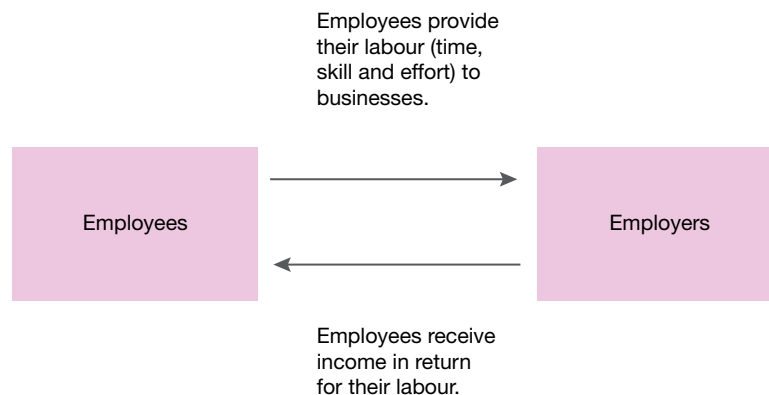 Employees provide
their labour (time,
skill and effort) to
businesses.
Employees
Employers
Employees receive
income in return
for their labour.